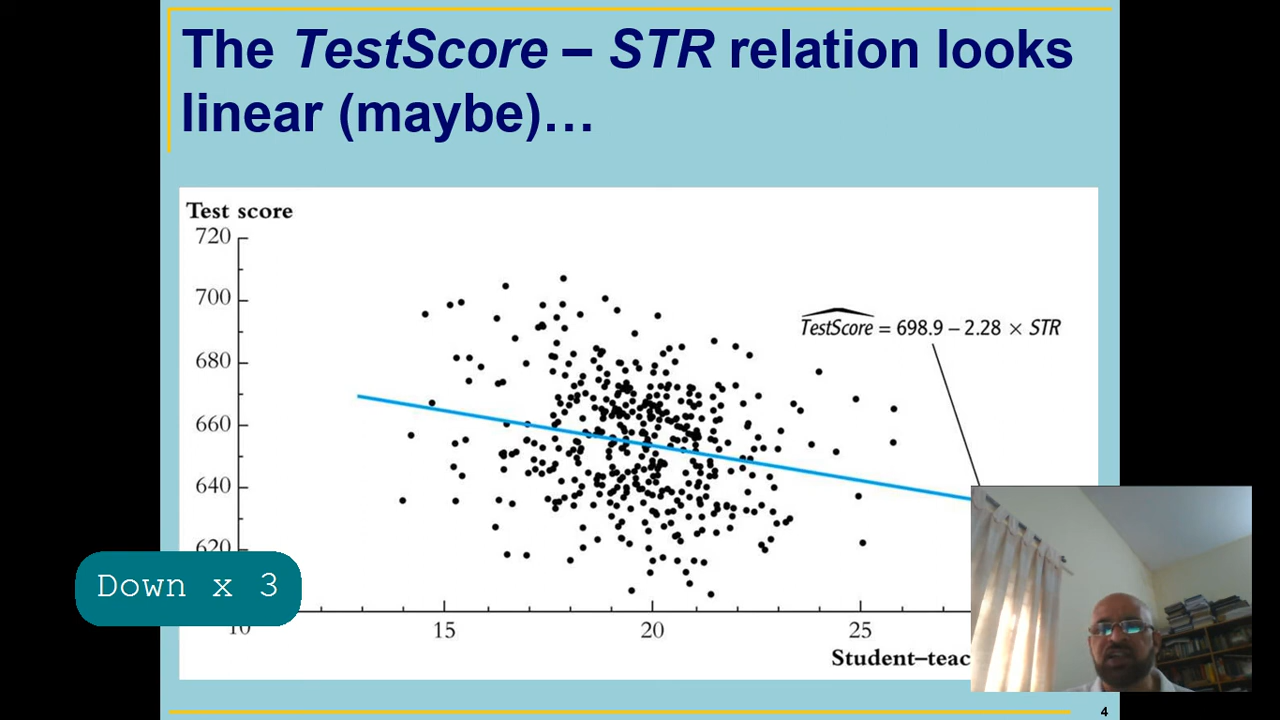 The TestScore – STR relation looks
linear (maybe)…
Test score
720
700
680
660
640
620
TestScore = 698.9 – 2.28 × STR
Down x 3
10
15
20
25
Student–teac
4